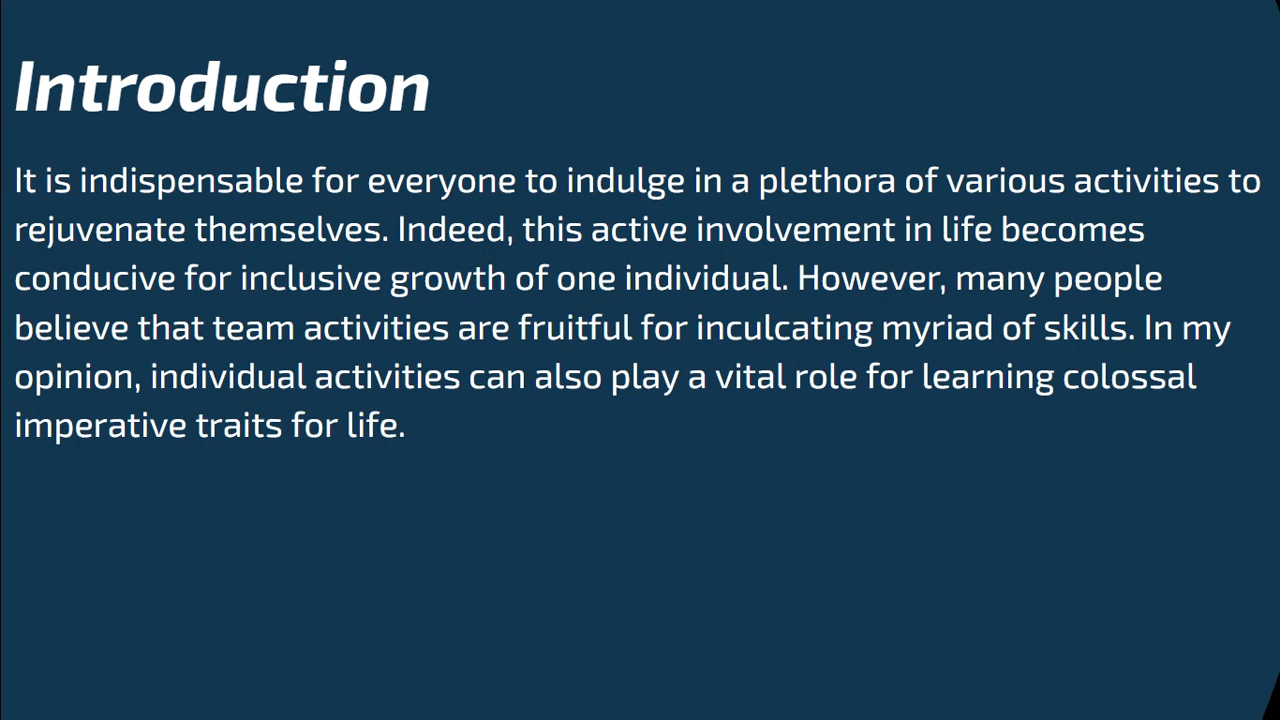 Introduction
It is indispensable for everyone to indulge in a plethora of various activities to
rejuvenate themselves. Indeed, this active involvement in life becomes
conducive for inclusive growth of one individual. However, many people
believe that team activities are fruitful for inculcating myriad of skills. In my
opinion, individual activities can also play a vital role for learning colossal
imperative traits for life.